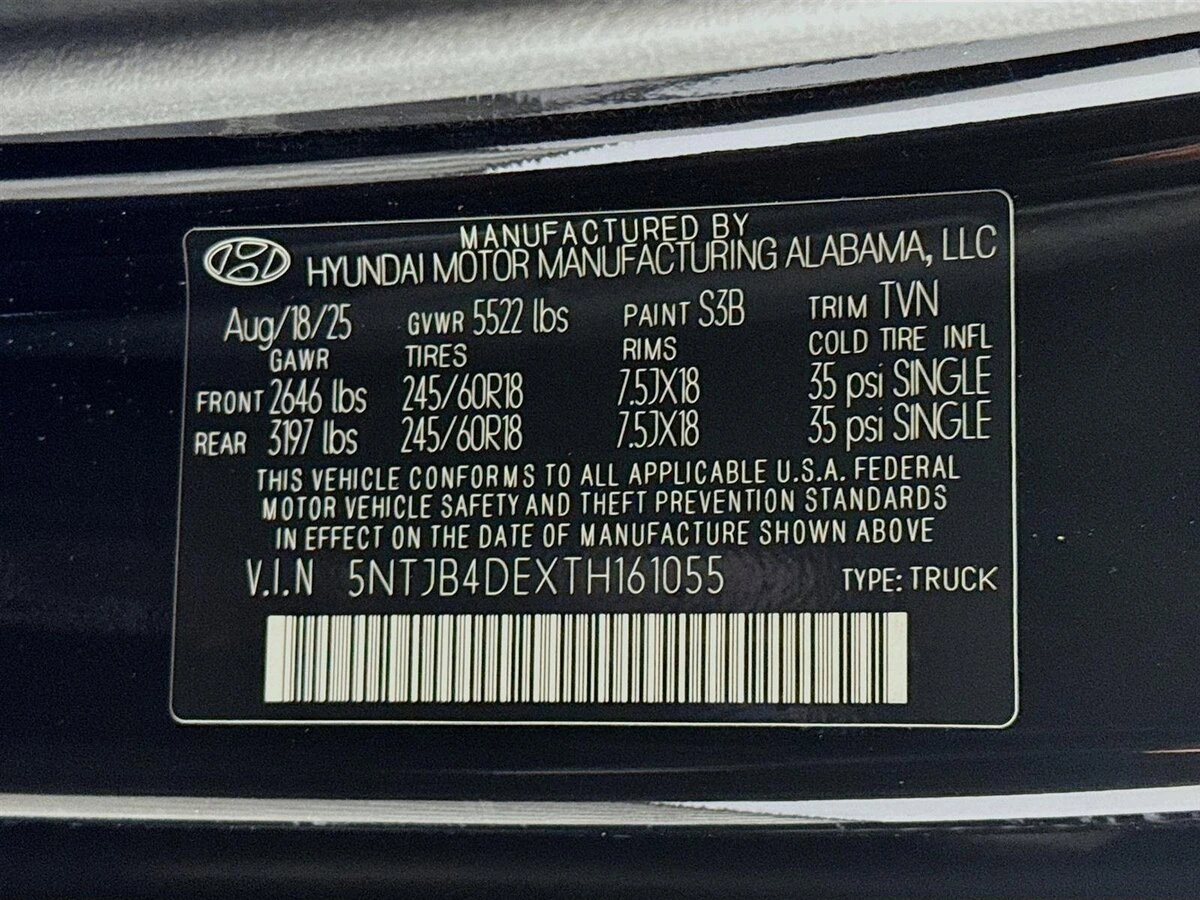 MANUFACTURED BY
HYUNDAI MOTOR MANUFACTURING ALABAMA, LLC
Aug/18/25 GVWR 5522 lbs PAINT S3B TRIM TVN
GAWR TIRES RIMS COLD TIRE INFL
FRONT 2646 lbs 245/60R18 7.5JX18 35 psi SINGLE
REAR 3197 lbs 245/60R18 7.5JX18 35 psi SINGLE
THIS VEHICLE CONFORMS TO ALL APPLICABLE U.S.A. FEDERAL
MOTOR VEHICLE SAFETY AND THEFT PREVENTION STANDARDS
IN EFFECT ON THE DATE OF MANUFACTURE SHOWN ABOVE
V.I.N 5NTJB4DEXTH161055 TYPE: TRUCK